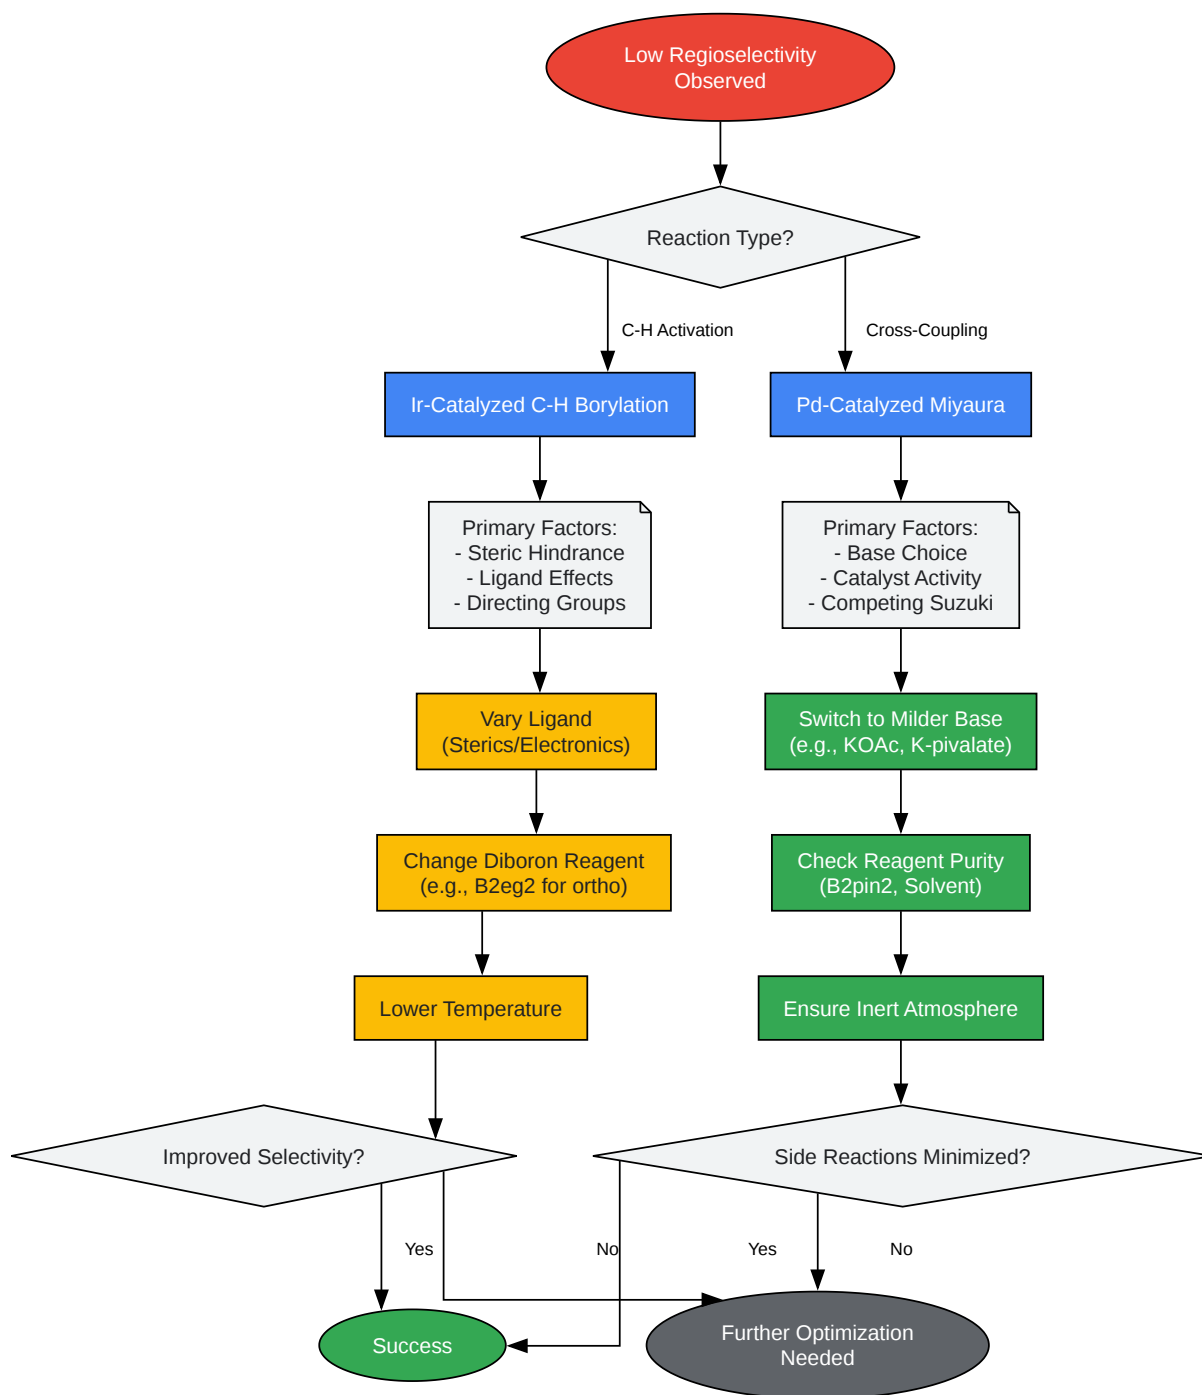 Low Regioselectivity
Observed
Reaction Type?
C-H Activation
Cross-Coupling
Ir-Catalyzed C-H Borylation
Pd-Catalyzed Miyaura
Primary Factors:
- Steric Hindrance
- Ligand Effects
- Directing Groups
Primary Factors:
- Base Choice
- Catalyst Activity
- Competing Suzuki
Vary Ligand
(Sterics/Electronics)
Switch to Milder Base
(e.g., KOAc, K-pivalate)
Change Diboron Reagent
(e.g., B2eg2 for ortho)
Check Reagent Purity
(B2pin2, Solvent)
Lower Temperature
Ensure Inert Atmosphere
Improved Selectivity?
Side Reactions Minimized?
Yes
No
Yes
No
Success
Further Optimization
Needed